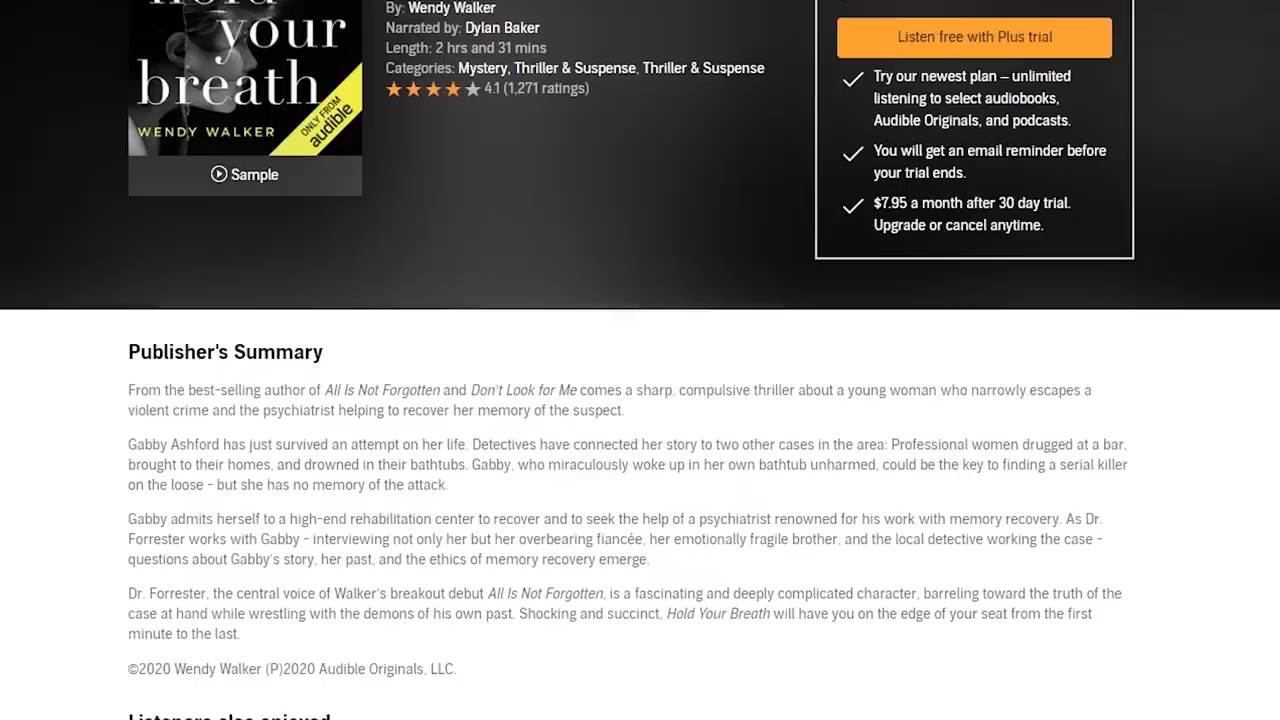 hold
your
breath
WENDY WALKER
ONLY FROM
audible
Sample
By: Wendy Walker
Narrated by: Dylan Baker
Length: 2 hrs and 31 mins
Categories: Mystery, Thriller & Suspense, Thriller & Suspense
4.1 (1,271 ratings)
Listen free with Plus trial
Try our newest plan – unlimited
listening to select audiobooks,
Audible Originals, and podcasts.
You will get an email reminder before
your trial ends.
$7.95 a month after 30 day trial.
Upgrade or cancel anytime.
Publisher's Summary
From the best-selling author of All Is Not Forgotten and Don't Look for Me comes a sharp, compulsive thriller about a young woman who narrowly escapes a
violent crime and the psychiatrist helping to recover her memory of the suspect.
Gabby Ashford has just survived an attempt on her life. Detectives have connected her story to two other cases in the area: Professional women drugged at a bar,
brought to their homes, and drowned in their bathtubs. Gabby, who miraculously woke up in her own bathtub unharmed, could be the key to finding a serial killer
on the loose - but she has no memory of the attack.
Gabby admits herself to a high-end rehabilitation center to recover and to seek the help of a psychiatrist renowned for his work with memory recovery. As Dr.
Forrester works with Gabby - interviewing not only her but her overbearing fiancée, her emotionally fragile brother, and the local detective working the case -
questions about Gabby's story, her past, and the ethics of memory recovery emerge.
Dr. Forrester, the central voice of Walker's breakout debut All Is Not Forgotten, is a fascinating and deeply complicated character, barreling toward the truth of the
case at hand while wrestling with the demons of his own past. Shocking and succinct, Hold Your Breath will have you on the edge of your seat from the first
minute to the last.
©2020 Wendy Walker (P)2020 Audible Originals, LLC.
Listeners also enjoyed